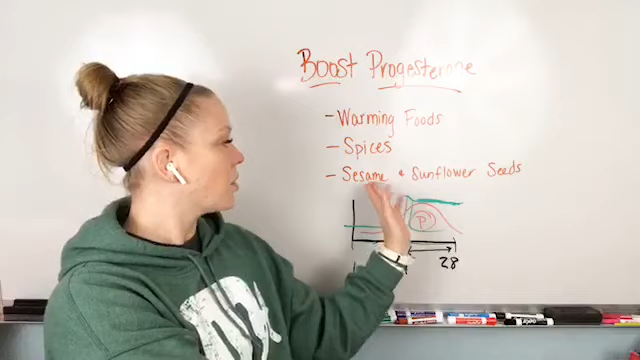 Boost Progesterone
- Warming Foods
- Spices
- Sesame & Sunflower Seeds
P
28